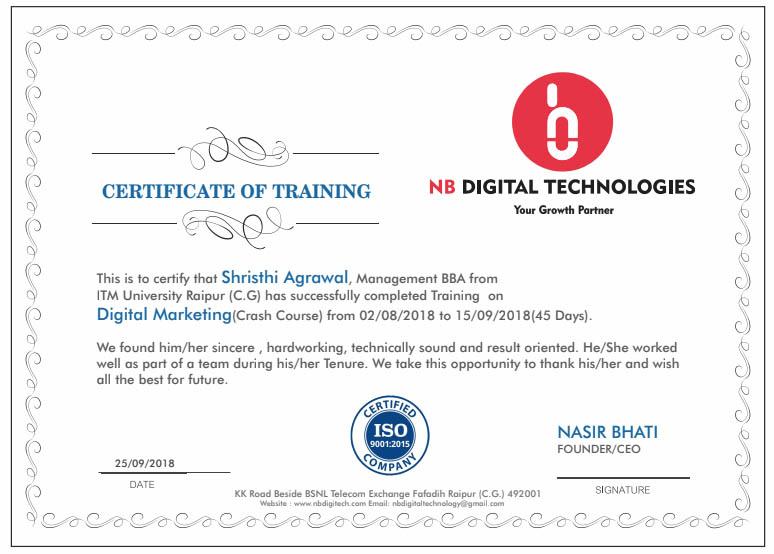 NB DIGITAL TECHNOLOGIES
Your Growth Partner
CERTIFICATE OF TRAINING
This is to certify that Shristhi Agrawal, Management BBA from
ITM University Raipur (C.G) has successfully completed Training on
Digital Marketing(Crash Course) from 02/08/2018 to 15/09/2018(45 Days).
We found him/her sincere , hardworking, technically sound and result oriented. He/She worked
well as part of a team during his/her Tenure. We take this opportunity to thank his/her and wish
all the best for future.
CERTIFIED
ISO
9001:2015
COMPANY
NASIR BHATI
FOUNDER/CEO
25/09/2018
DATE
SIGNATURE
KK Road Beside BSNL Telecom Exchange Fafadih Raipur (C.G.) 492001
Website : www.nbdigitech.com Email: nbdigitaltechnology@gmail.com